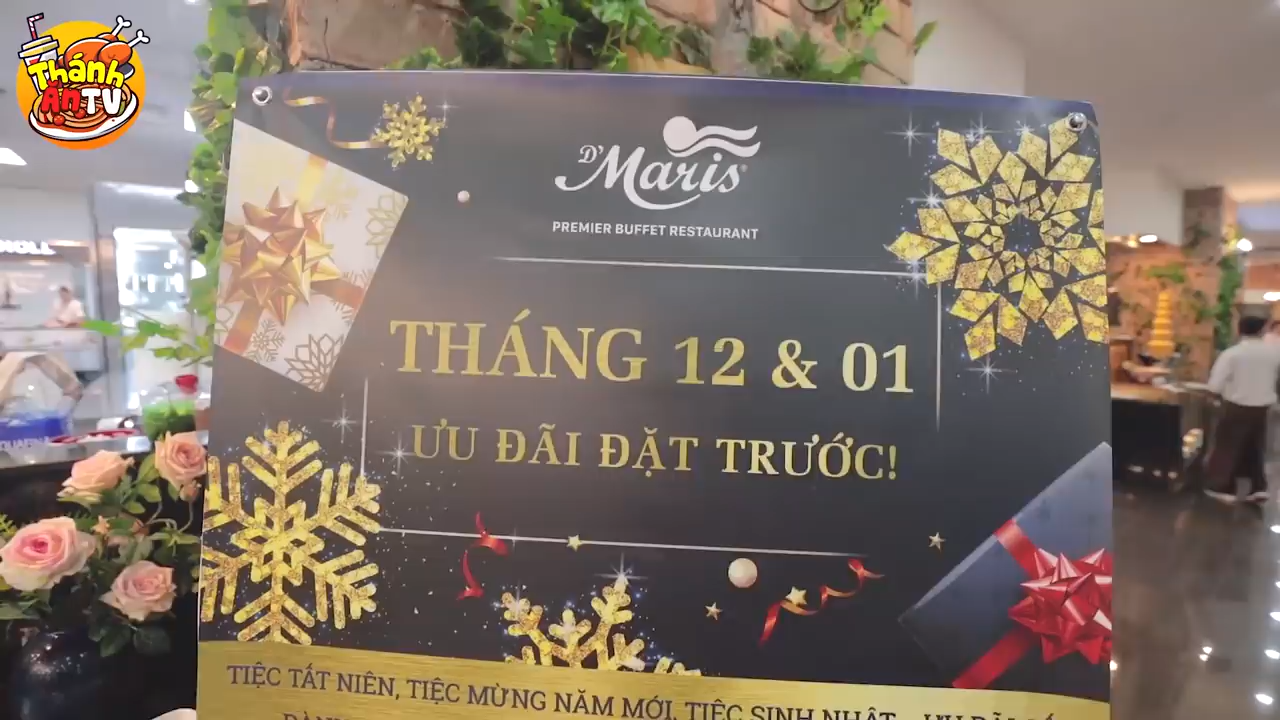 Thánh
Ăn TV
D'Maris
PREMIER BUFFET RESTAURANT
THÁNG 12 & 01
ƯU ĐÃI ĐẶT TRƯỚC!
TIỆC TẤT NIÊN, TIỆC MỪNG NĂM MỚI, TIỆC SINH NHẬT